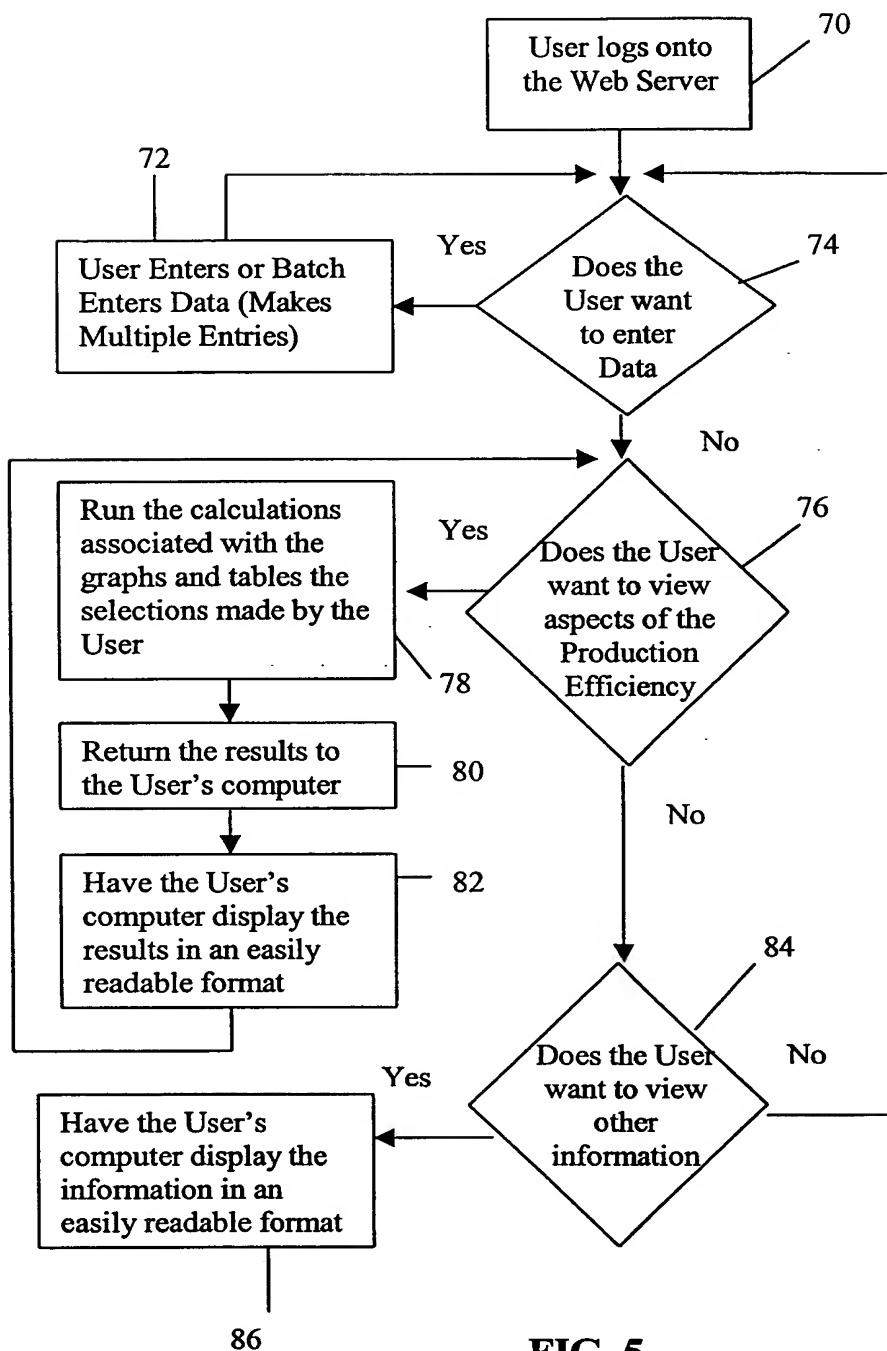 70
User logs onto
the Web Server
72
Yes
74
User Enters or Batch
Enters Data (Makes
Multiple Entries)
Does the
User want
to enter
Data
No
76
Run the calculations
associated with the
graphs and tables the
selections made by the
User
Yes
Does the User
want to view
aspects of the
Production
Efficiency
78
Return the results to
the User's computer
80
No
Have the User's
computer display the
results in an easily
readable format
82
84
Does the User
want to view
other
information
No
Yes
Have the User's
computer display the
information in an
easily readable format
86
FIG. 5